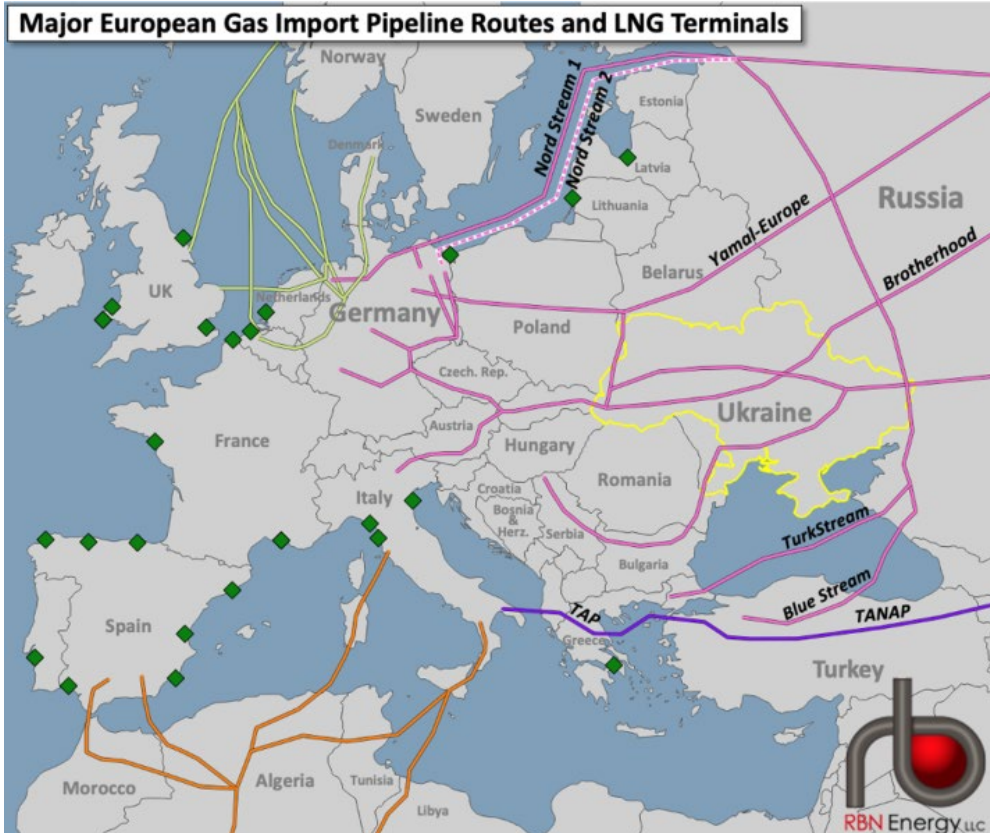 Major European Gas Import Pipeline Routes and LNG Terminals
Norway
Sweden
Estonia
Nord Stream 1
Nord Stream 2
Denmark
Latvia
Lithuania
Russia
Yamal-Europe
Brotherhood
Belarus
UK
Netherlands
Germany
Poland
Czech. Rep.
Ukraine
France
Austria
Hungary
Romania
Italy
Croatia
Bosnia
&
Herz.
Serbia
TurkStream
Bulgaria
Blue Stream
Spain
TAP
TANAP
Greece
Turkey
Morocco
Algeria
Tunisia
Libya
rb
RBN Energy LLC